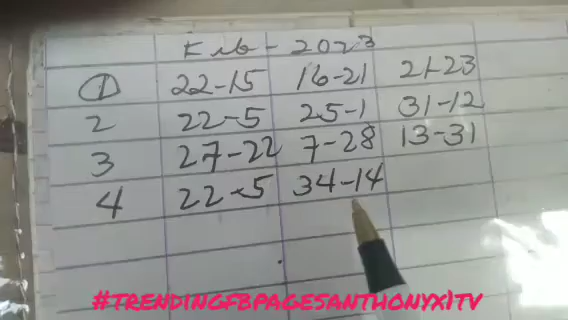 Feb - 2023
1 22-15 16-21 21-23
2 22-5 25-1 31-12
3 27-22 7-28 13-31
4 22-5 34-14
#TRENDINGFBPAGESANTHONYX1TV